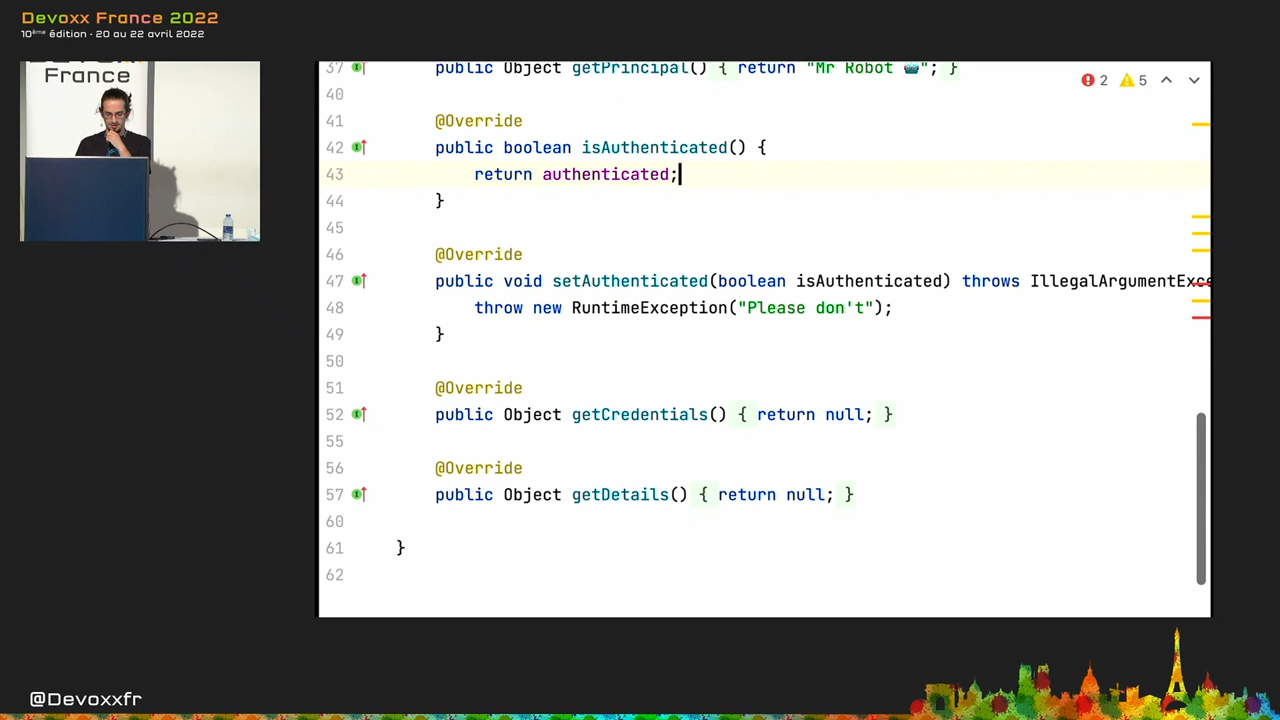 Devoxx France 2022
10ème édition - 20 au 22 avril 2022
France
37 public Object getPrincipal() { return "Mr Robot 🤖"; }
2 5
40
41 @Override
42 public boolean isAuthenticated() {
43 return authenticated;
44 }
45
46 @Override
47 public void setAuthenticated(boolean isAuthenticated) throws IllegalArgumentExce
48 throw new RuntimeException("Please don't");
49 }
50
51 @Override
52 public Object getCredentials() { return null; }
55
56 @Override
57 public Object getDetails() { return null; }
60
61 }
62
@Devoxxfr